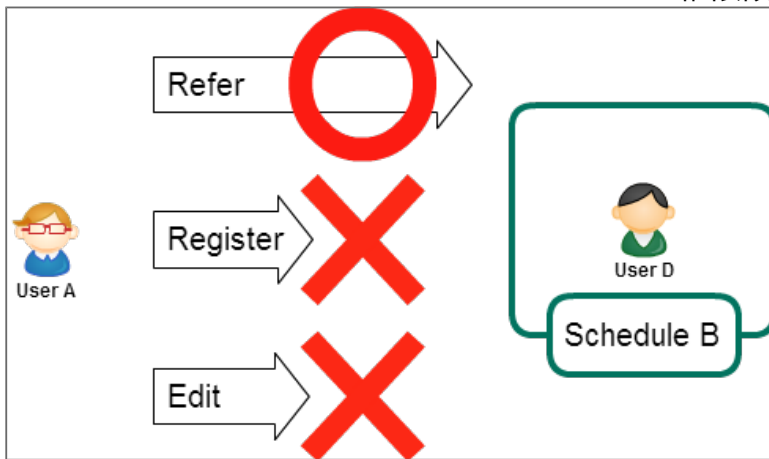 Refer
Register
Edit
User A
User D
Schedule B